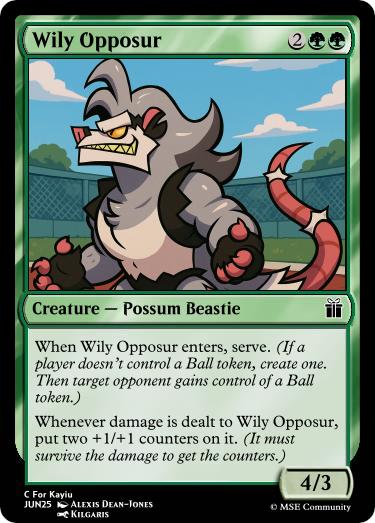 Wily Opposur
2
Creature — Possum Beastie
When Wily Opposur enters, serve. (If a
player doesn't control a Ball token, create one.
Then target opponent gains control of a Ball
token.)
Whenever damage is dealt to Wily Opposur,
put two +1/+1 counters on it. (It must
survive the damage to get the counters.)
4/3
C For Kayiu
JUN25 Alexis Dean-Jones
Kilgaris
© MSE Community